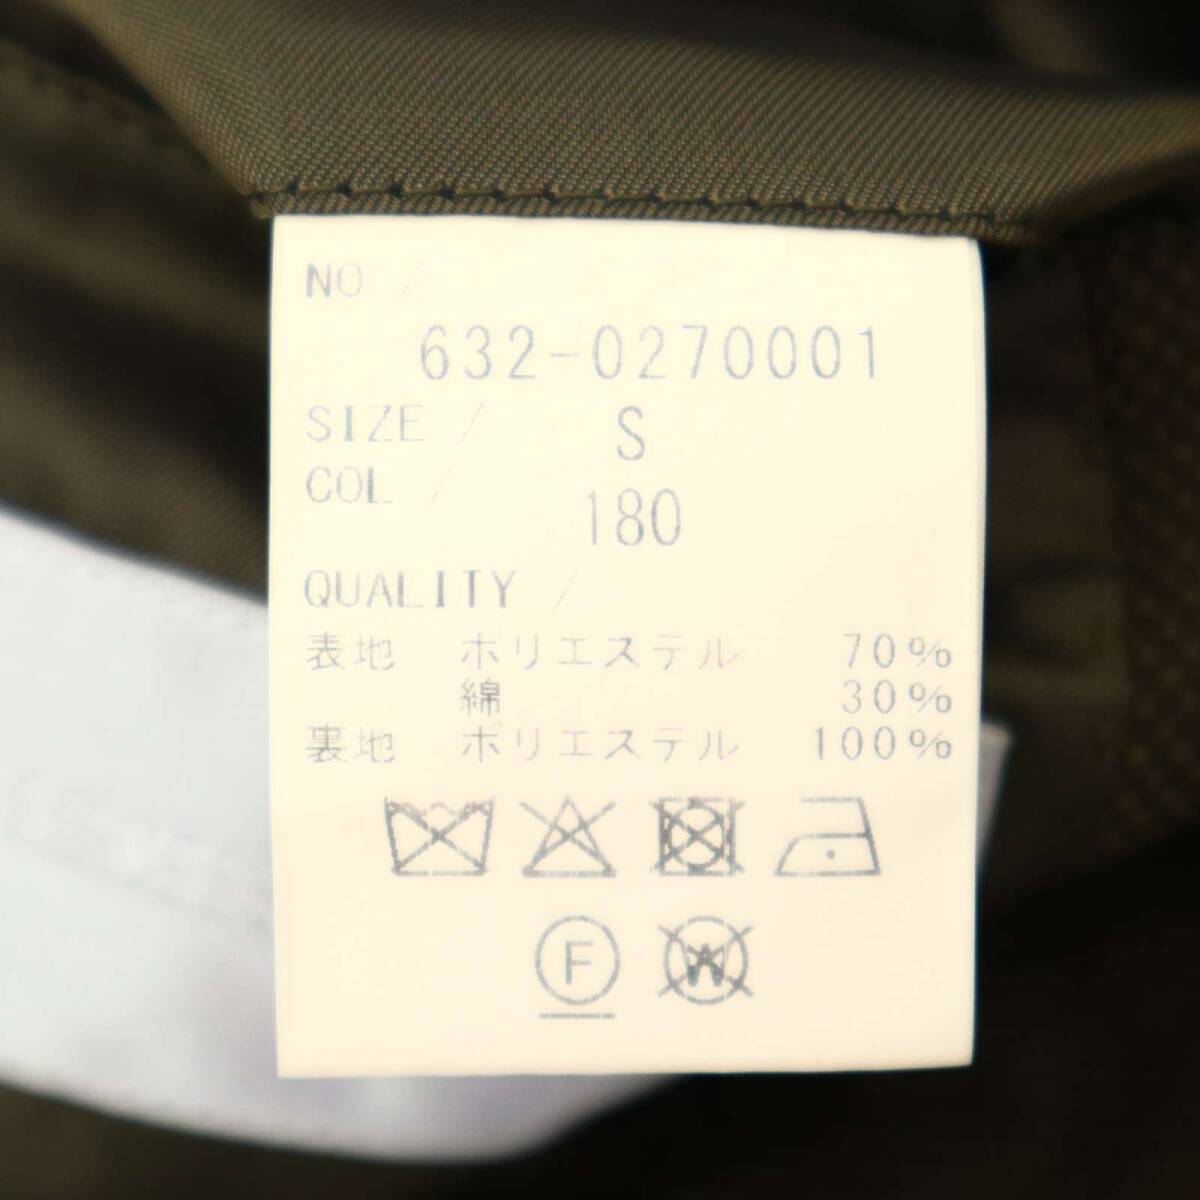 NO /
632-0270001
SIZE / S
COL / 180
QUALITY /
表地 ポリエステル 70%
綿 30%
裏地 ポリエステル 100%
F W